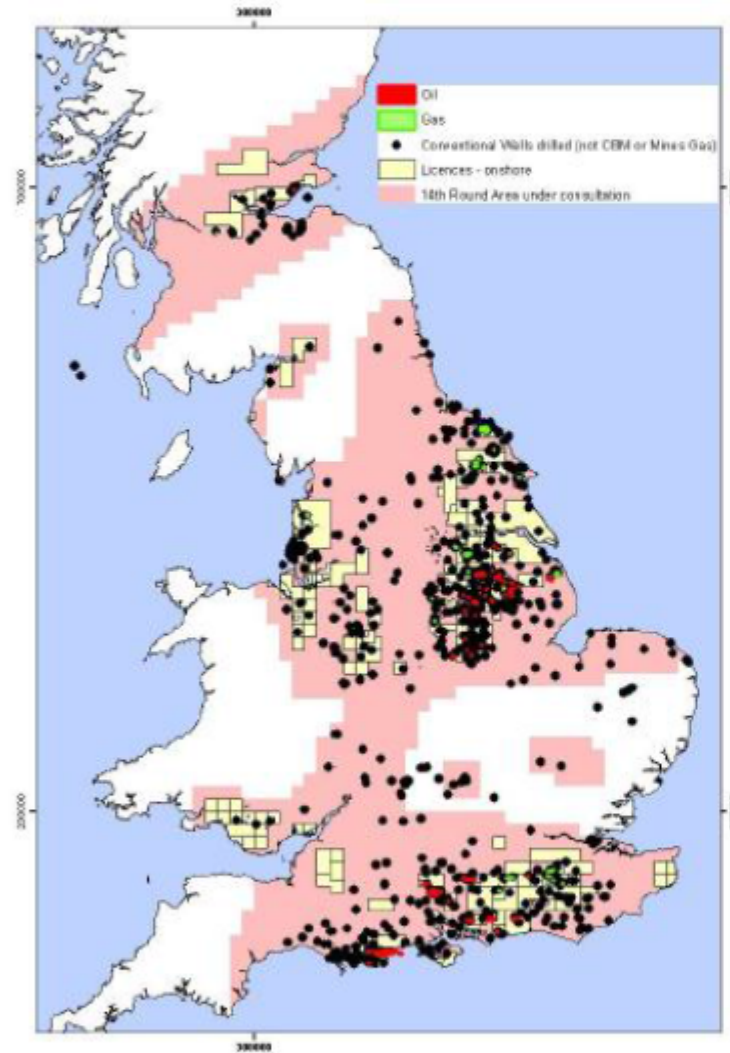 300000
Oil
Gas
Conventional Wells drilled (not CBM or Mines Gas)
Licences - onshore
14th Round Area under consultation
300000